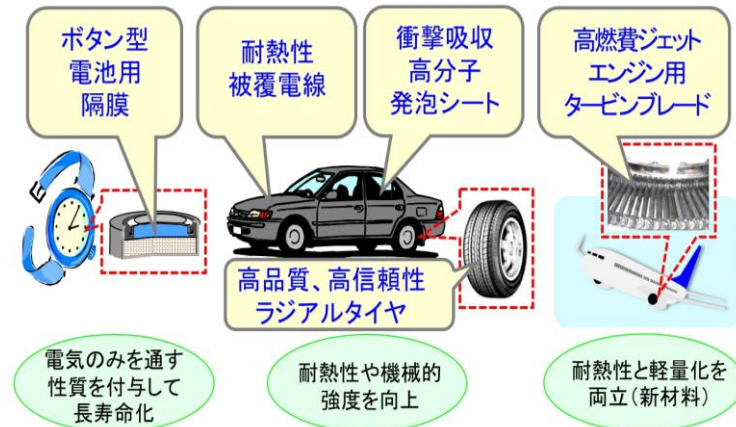 ボタン型
電池用
隔膜
耐熱性
被覆電線
衝撃吸収
高分子
発泡シート
高燃費ジェット
エンジン用
タービンブレード
高品質、高信頼性
ラジアルタイヤ
電気のみを通す
性質を付与して
長寿命化
耐熱性や機械的
強度を向上
耐熱性と軽量化を
両立(新材料)